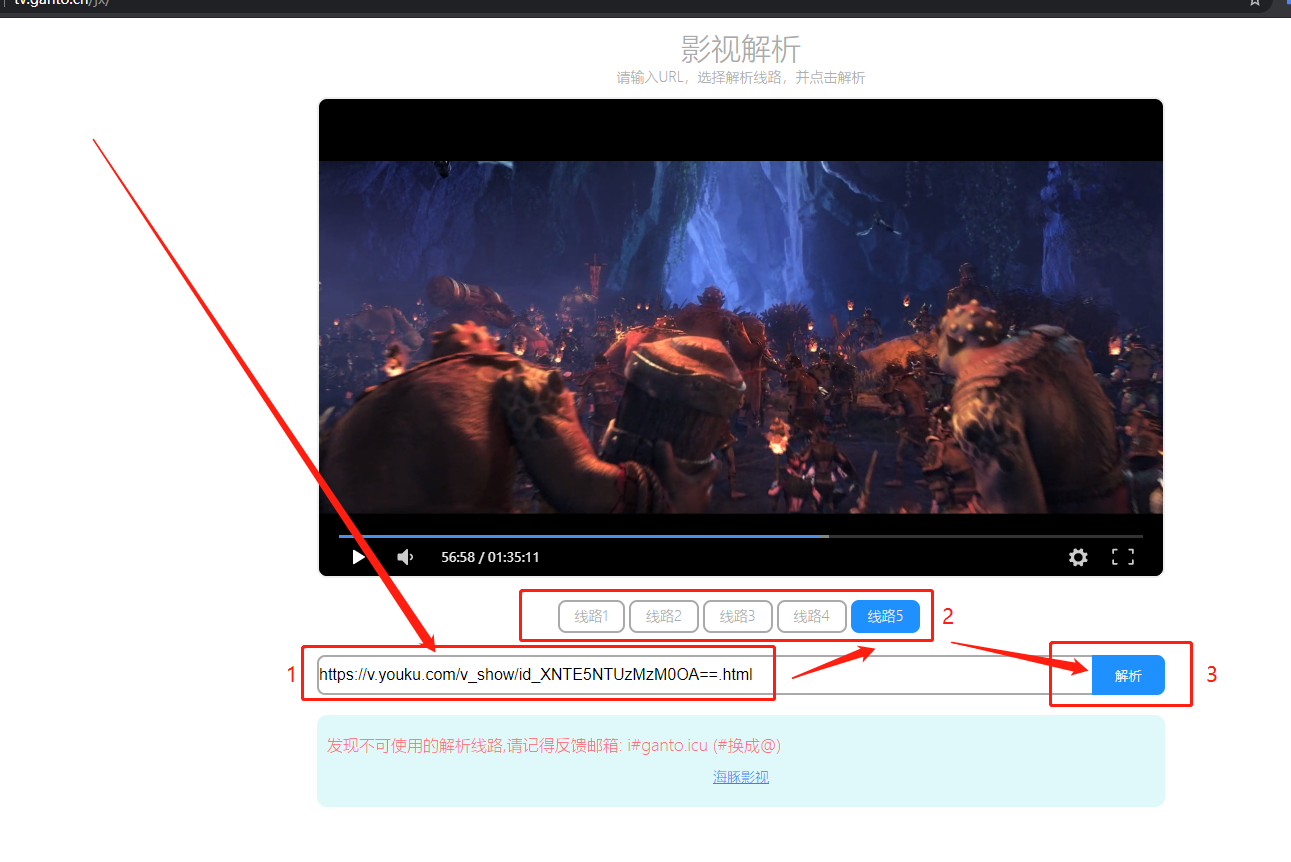 tv.ganto.cn/jx/
影视解析
请输入URL，选择解析线路，并点击解析
56:58 / 01:35:11
线路1 线路2 线路3 线路4 线路5 2
1 https://v.youku.com/v_show/id_XNTE5NTUzMzM0OA==.html 解析 3
发现不可使用的解析线路,请记得反馈邮箱: i#ganto.icu (#换成@)
海豚影视